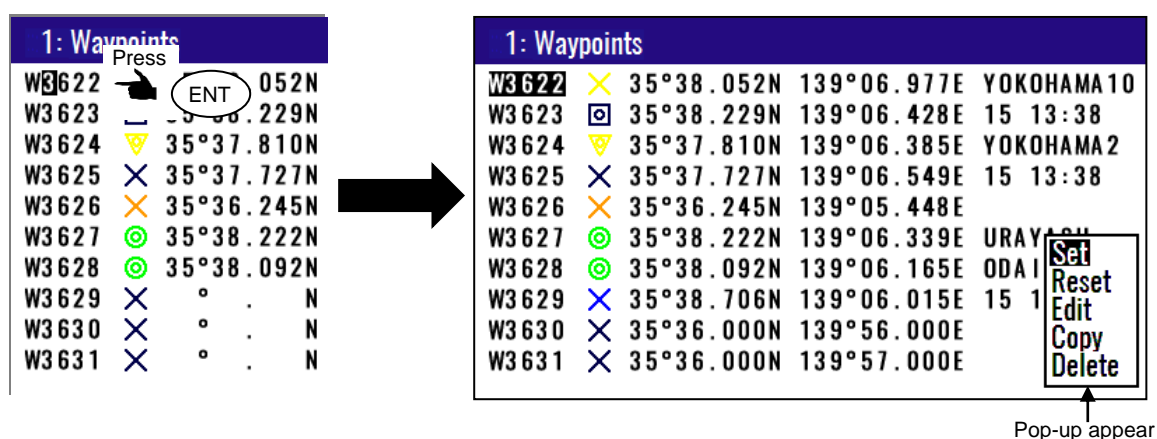 1: Waypoints
Press
ENT
W3622 052N
W3623 .229N
W3624 35°37.810N
W3625 35°37.727N
W3626 35°36.245N
W3627 35°38.222N
W3628 35°38.092N
W3629 ° . N
W3630 ° . N
W3631 ° . N
1: Waypoints
W3622 35°38.052N 139°06.977E YOKOHAMA10
W3623 35°38.229N 139°06.428E 15 13:38
W3624 35°37.810N 139°06.385E YOKOHAMA2
W3625 35°37.727N 139°06.549E 15 13:38
W3626 35°36.245N 139°05.448E
W3627 35°38.222N 139°06.339E
W3628 35°38.092N 139°06.165E ODAI
W3629 35°38.706N 139°06.015E 15 1
W3630 35°36.000N 139°56.000E
W3631 35°36.000N 139°57.000E
Set
Reset
Edit
Copy
Delete
Pop-up appear